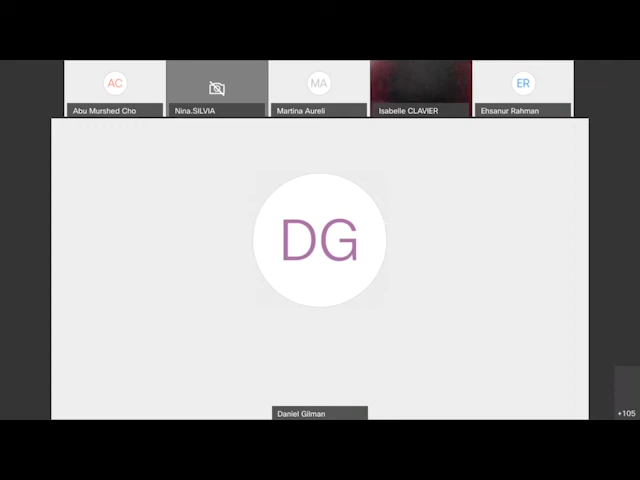 AC
MA
ER
Abu Murshed Cho
Nina.SILVIA
Martina Aureli
Isabelle CLAVIER
Ehsanur Rahman
DG
+105
Daniel Gilman